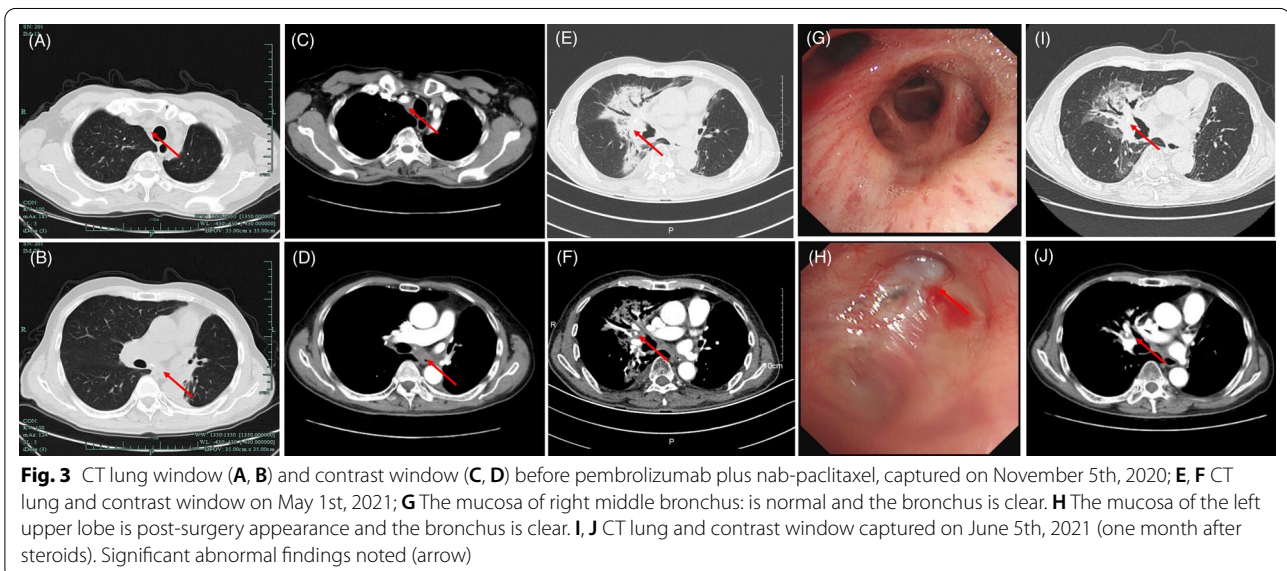 (A)
(C)
(E)
(G)
(I)
R
P
(B)
(D)
(F)
(H)
(J)
R
10cm
P
Fig. 3 CT lung window (A, B) and contrast window (C, D) before pembrolizumab plus nab-paclitaxel, captured on November 5th, 2020; E, F CT
lung and contrast window on May 1st, 2021; G The mucosa of right middle bronchus: is normal and the bronchus is clear. H The mucosa of the left
upper lobe is post-surgery appearance and the bronchus is clear. I, J CT lung and contrast window captured on June 5th, 2021 (one month after
steroids). Significant abnormal findings noted (arrow)